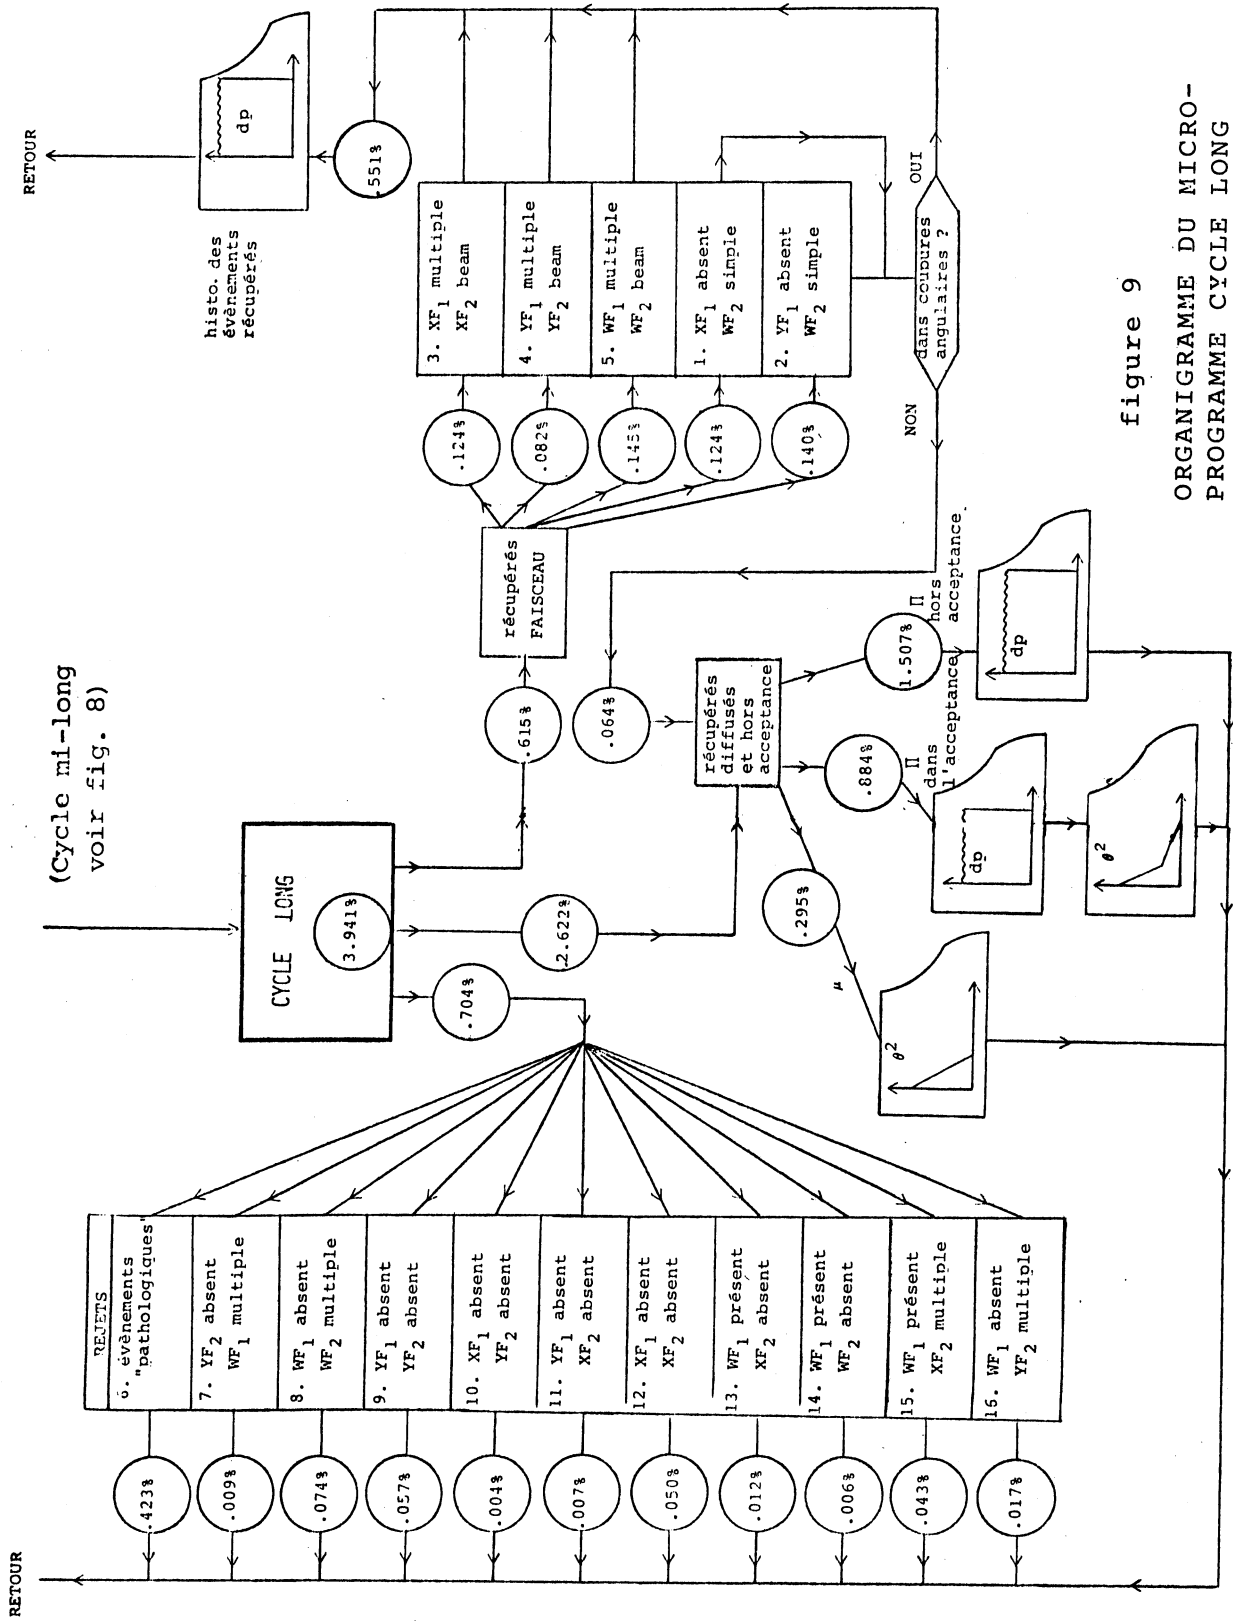 RETOUR
REJETS
6. évènements
"pathologiques"
7. YF2 absent
WF1 multiple
8. WF1 absent
WF2 multiple
9. YF1 absent
YF2 absent
10. XF1 absent
YF2 absent
11. YF1 absent
XF2 absent
12. XF1 absent
XF2 absent
13. WF1 présent
XF2 absent
14. WF1 présent
WF2 absent
15. WF1 présent
XF2 multiple
16. WF1 absent
YF2 multiple
.423%
.009%
.074%
.057%
.004%
.007%
.050%
.012%
.006%
.043%
.017%
(Cycle mi-long
voir fig. 8)
CYCLE LONG
3.941%
.704%
2.622%
.615%
récupérés
FAISCEAU
.064%
récupérés
diffusés
et hors
acceptance
.295%
μ
θ2
.884%
Π
dans
l'acceptance
dp
θ2
1.507%
Π
hors
acceptance
dp
.124%
.082%
.145%
.124%
.140%
3. XF1 multiple
XF2 beam
4. YF1 multiple
YF2 beam
5. WF1 multiple
WF2 beam
1. XF1 absent
WF2 simple
2. YF1 absent
WF2 simple
NON
dans coupures
angulaires ?
OUI
.551%
histo. des
évènements
récupérés
dp
RETOUR
figure 9
ORGANIGRAMME DU MICRO-
PROGRAMME CYCLE LONG